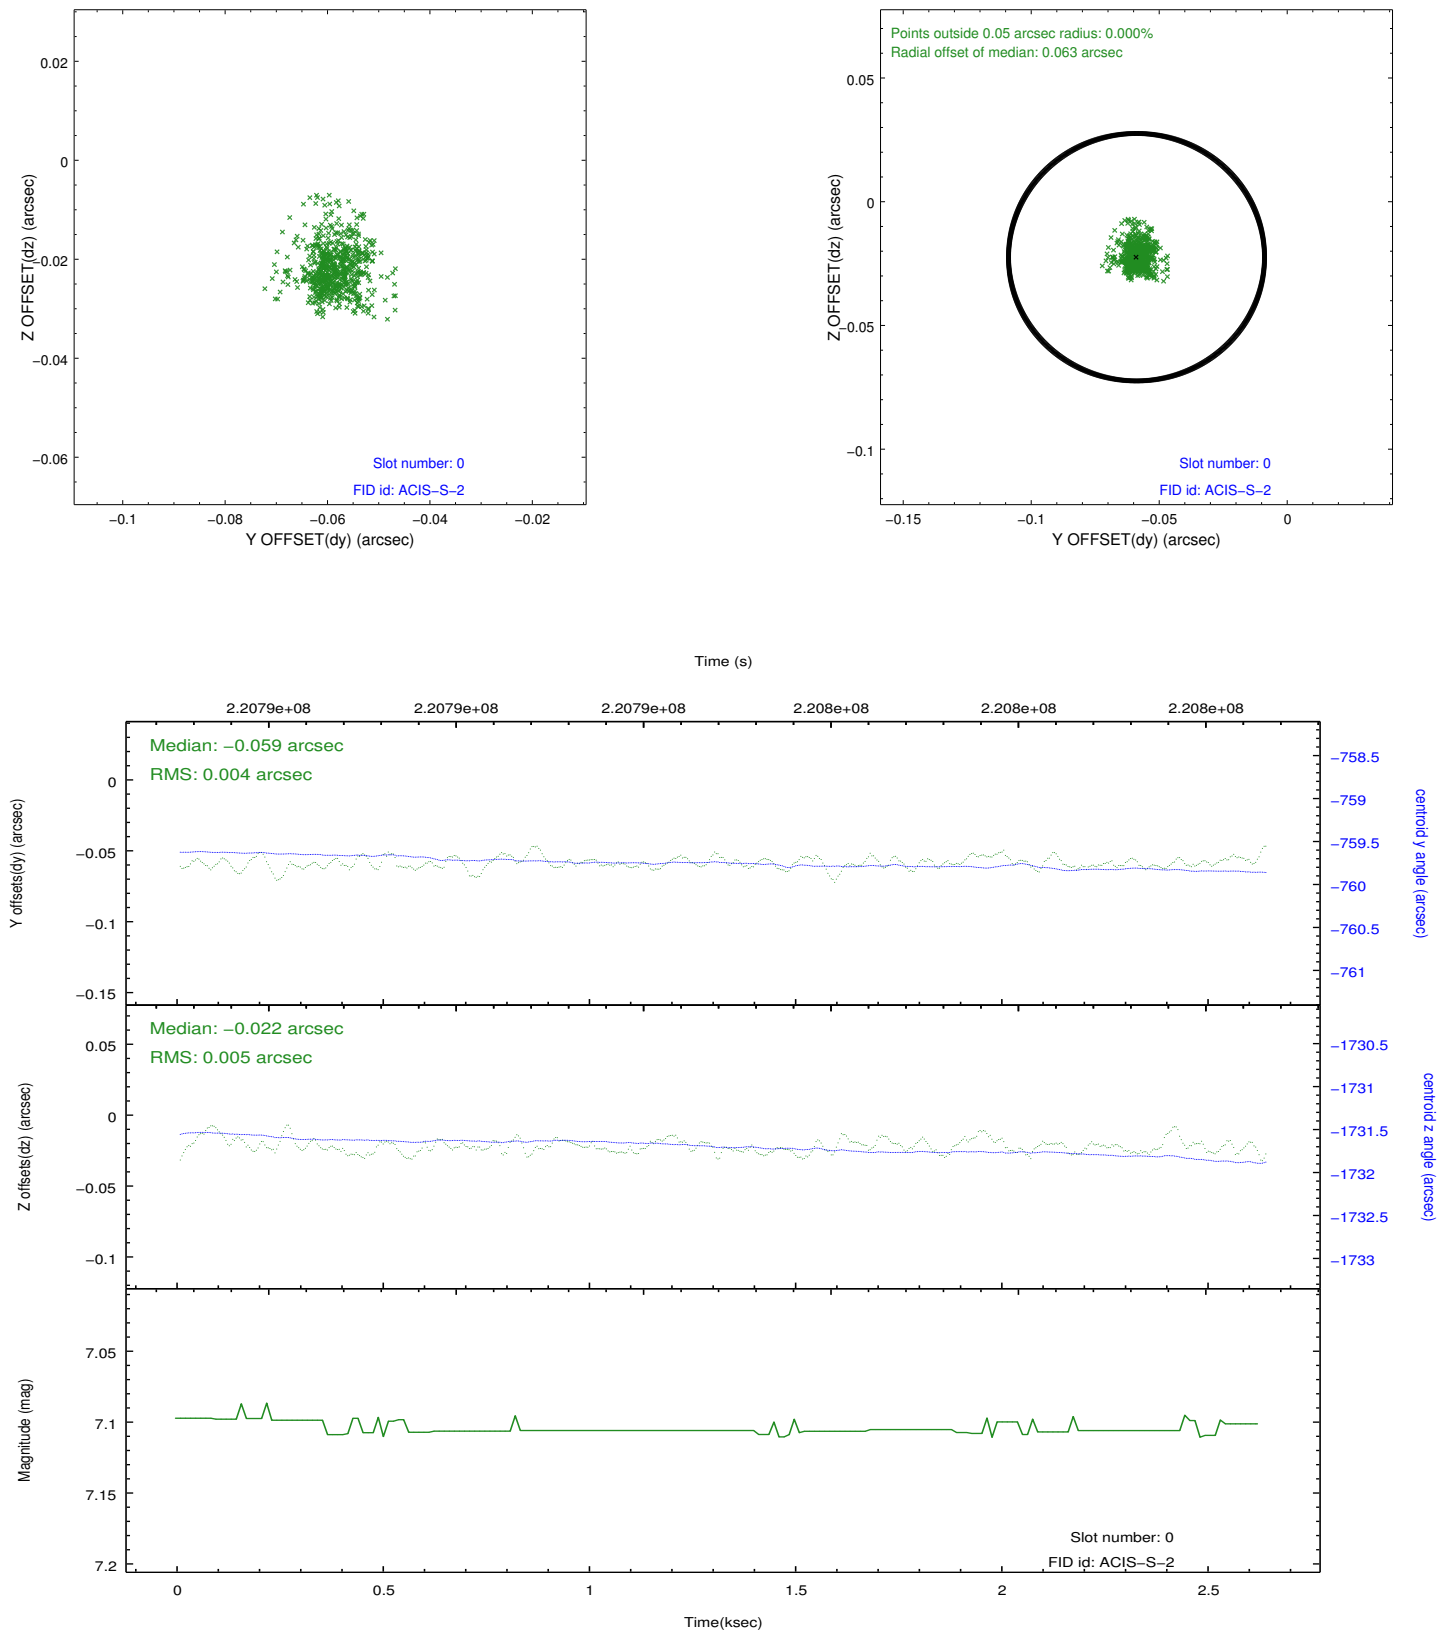 0.02
0
−0.02
−0.04
−0.06
Z OFFSET(dz) (arcsec)
Slot number: 0
FID id: ACIS−S−2
−0.1
−0.08
−0.06
−0.04
−0.02
Y OFFSET(dy) (arcsec)
Points outside 0.05 arcsec radius: 0.000%
Radial offset of median: 0.063 arcsec
0.05
0
−0.05
−0.1
Z OFFSET(dz) (arcsec)
Slot number: 0
FID id: ACIS−S−2
−0.15
−0.1
−0.05
0
Y OFFSET(dy) (arcsec)
Time (s)
2.2079e+08
2.2079e+08
2.2079e+08
2.208e+08
2.208e+08
2.208e+08
Median: −0.059 arcsec
RMS: 0.004 arcsec
0
−0.05
−0.1
−0.15
Y offsets(dy) (arcsec)
−758.5
−759
−759.5
−760
−760.5
−761
centroid y angle (arcsec)
Median: −0.022 arcsec
RMS: 0.005 arcsec
0.05
0
−0.05
−0.1
Z offsets(dz) (arcsec)
−1730.5
−1731
−1731.5
−1732
−1732.5
−1733
centroid z angle (arcsec)
7.05
7.1
7.15
7.2
Magnitude (mag)
Slot number: 0
FID id: ACIS−S−2
0
0.5
1
1.5
2
2.5
Time(ksec)